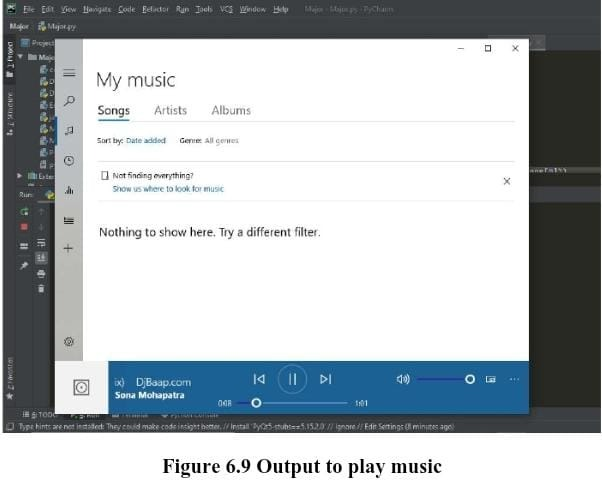 File Edit View Navigate Code Refactor Run Tools VCS Window Help Major - Major.py - PyCharm
Major Major.py
1: Project
Project
Majo
Z: Structure
Exter
Run:
2: Favorites
My music
Songs Artists Albums
Sort by: Date added Genre: All genres
Not finding everything?
Show us where to look for music
Nothing to show here. Try a different filter.
ix) DjBaap.com
Sona Mohapatra
0:08 1:01
6: TODO Terminal Python Console
Type hints are not installed: They could make code insight better. // Install 'PyQt5-stubs==5.15.2.0' // Ignore // Edit Settings (8 minutes ago)
Figure 6.9 Output to play music